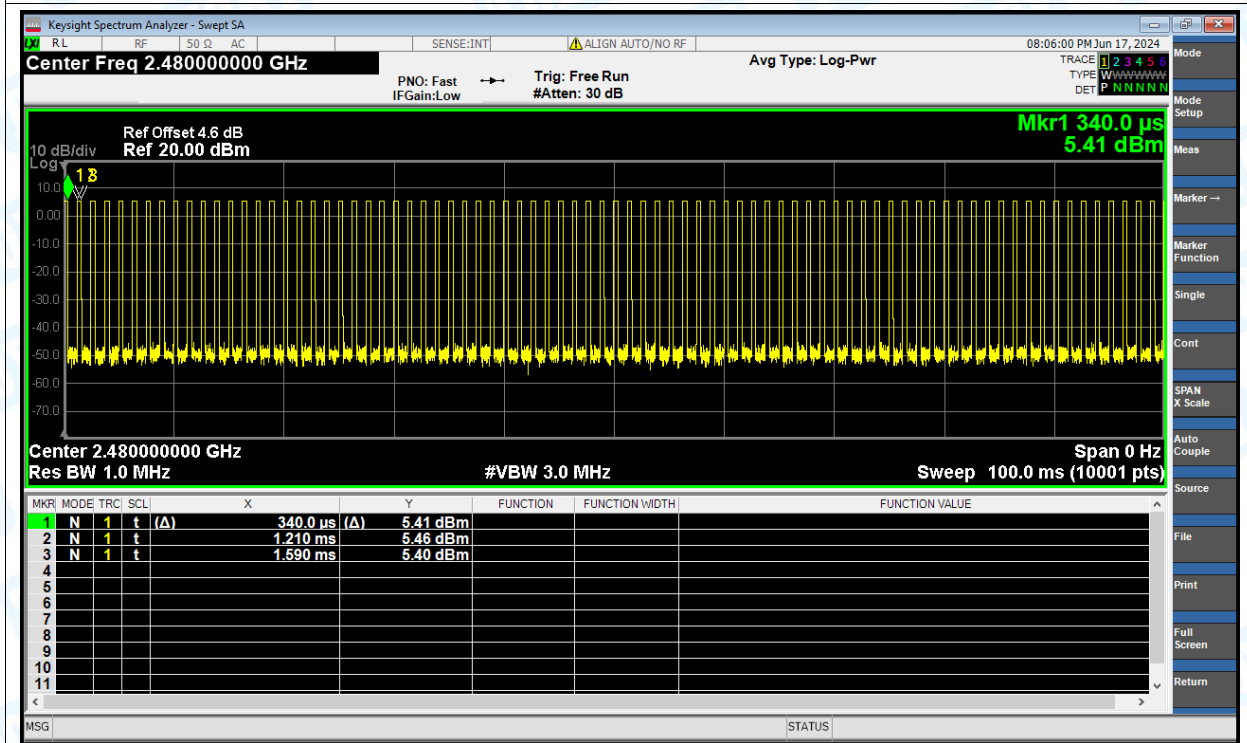 Keysight Spectrum Analyzer - Swept SA
LXI RL RF 50 Ω AC SENSE:INT ALIGN AUTO/NO RF 08:06:00 PM Jun 17, 2024
Center Freq 2.480000000 GHz
PNO: Fast
IFGain:Low
Trig: Free Run
#Atten: 30 dB
Avg Type: Log-Pwr
TRACE 1 2 3 4 5 6
TYPE WWWWWW
DET P N N N N N
Mkr1 340.0 µs
5.41 dBm
Ref Offset 4.6 dB
10 dB/div Ref 20.00 dBm
Log
1 3
10.0
0.00
-10.0
-20.0
-30.0
-40.0
-50.0
-60.0
-70.0
Center 2.480000000 GHz Span 0 Hz
Res BW 1.0 MHz #VBW 3.0 MHz Sweep 100.0 ms (10001 pts)
MKR MODE TRC SCL X Y FUNCTION FUNCTION WIDTH FUNCTION VALUE
1 N 1 t (Δ) 340.0 µs (Δ) 5.41 dBm
2 N 1 t 1.210 ms 5.46 dBm
3 N 1 t 1.590 ms 5.40 dBm
4
5
6
7
8
9
10
11
MSG STATUS
Mode
Mode
Setup
Meas
Marker→
Marker
Function
Single
Cont
SPAN
X Scale
Auto
Couple
Source
File
Print
Full
Screen
Return